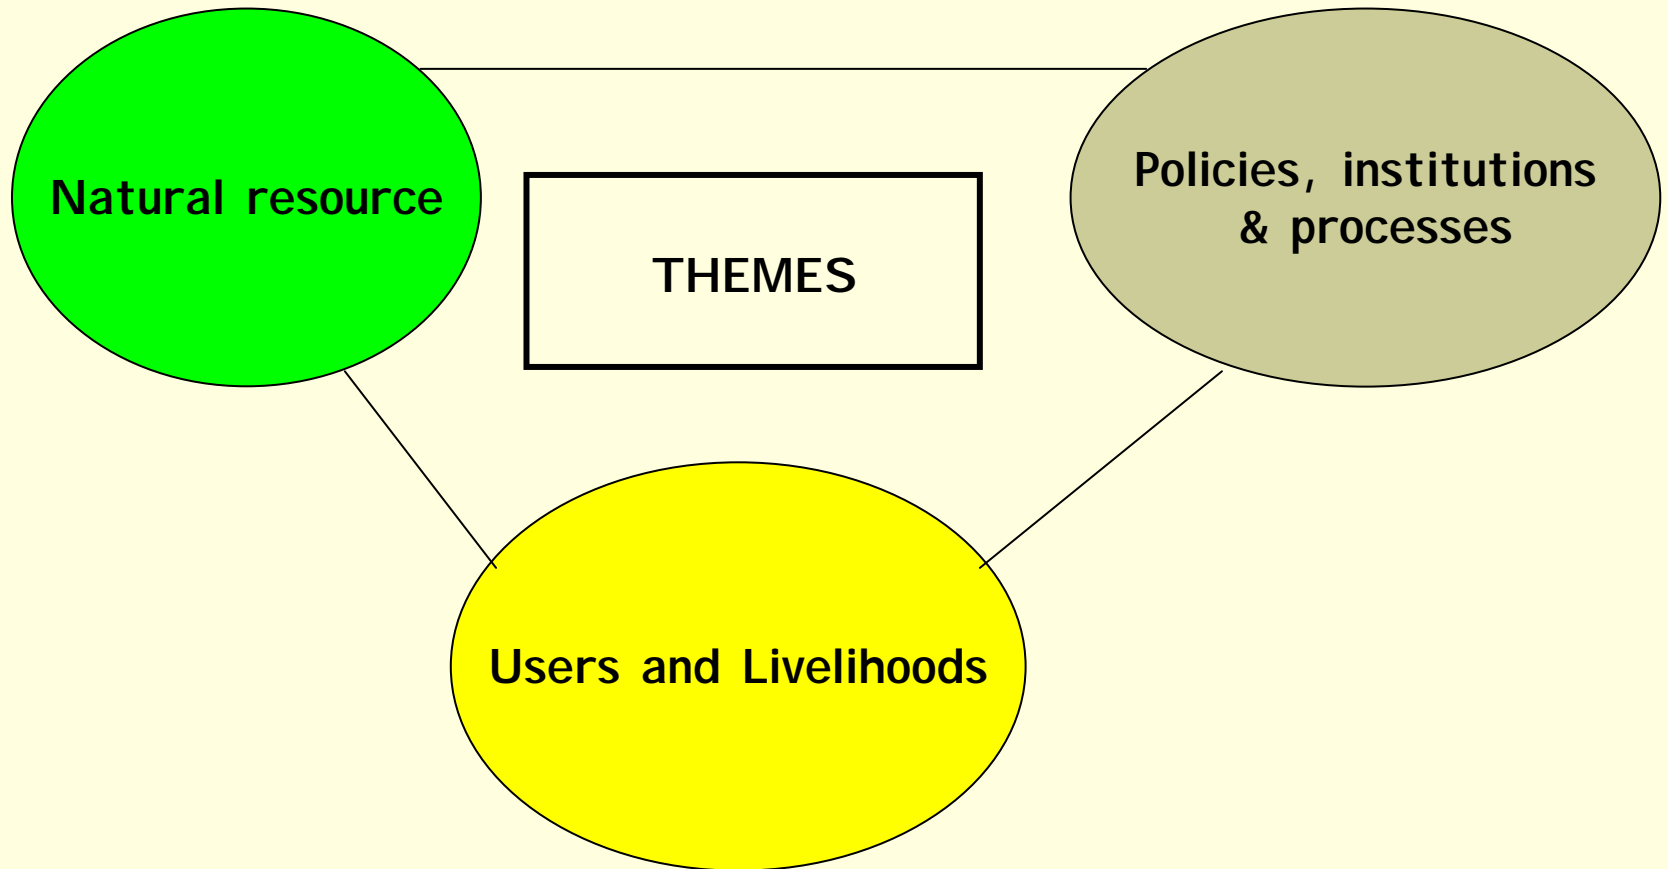 Natural resource
Policies, institutions
& processes
THEMES
Users and Livelihoods